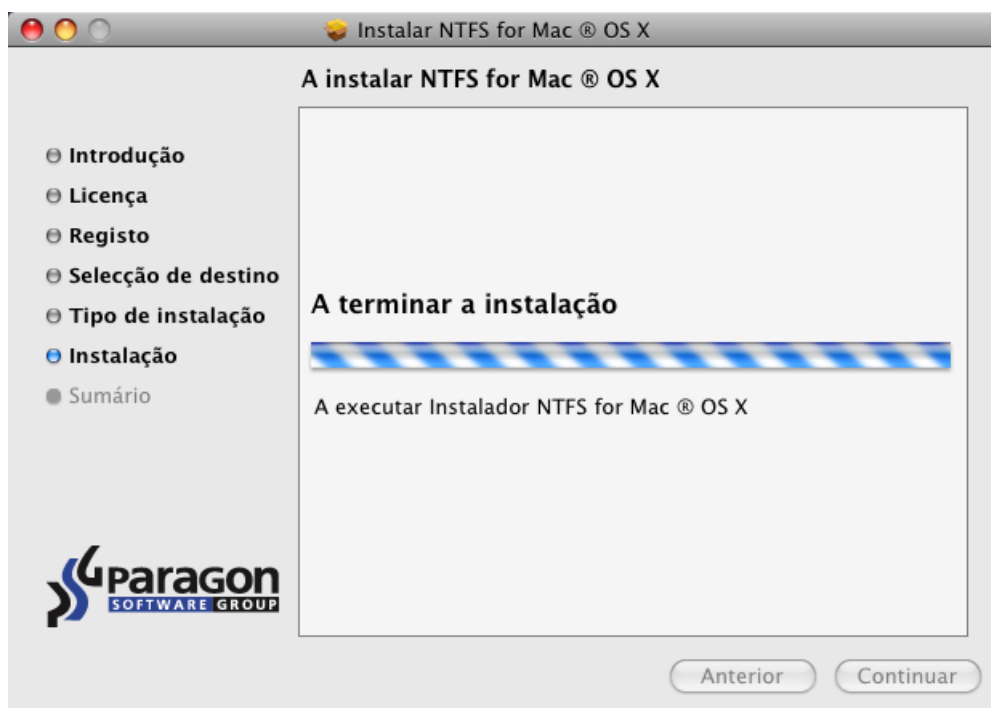 Instalar NTFS for Mac ® OS X
A instalar NTFS for Mac ® OS X
Introdução
Licença
Registo
Selecção de destino
Tipo de instalação
Instalação
Sumário
A terminar a instalação
A executar Instalador NTFS for Mac ® OS X
Paragon
SOFTWARE GROUP
Anterior
Continuar